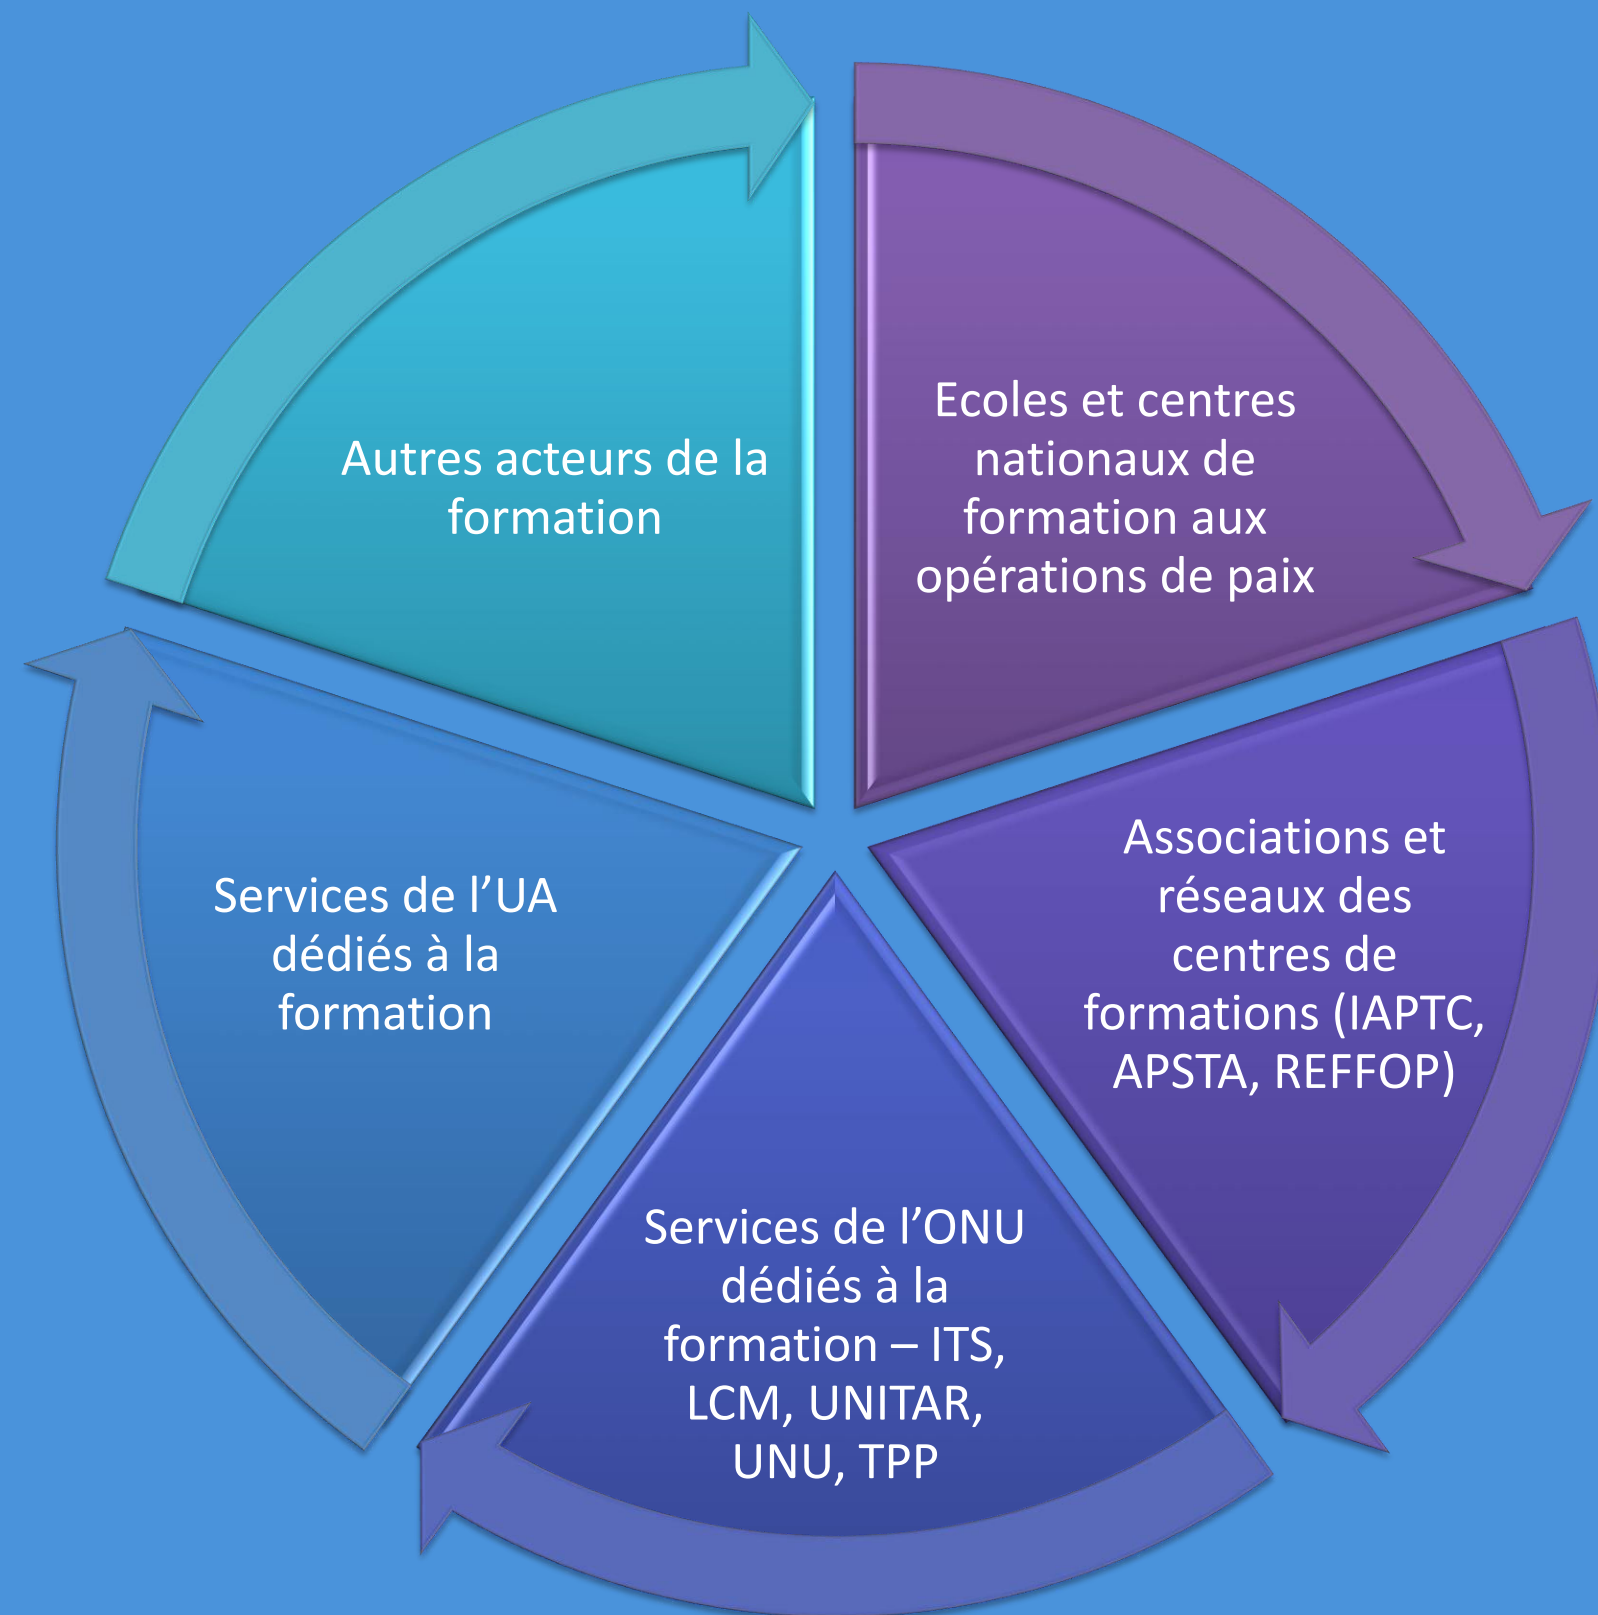 Autres acteurs de la
formation
Ecoles et centres
nationaux de
formation aux
opérations de paix
Associations et
réseaux des
centres de
formations (IAPTC,
APSTA, REFFOP)
Services de l’ONU
dédiés à la
formation – ITS,
LCM, UNITAR,
UNU, TPP
Services de l’UA
dédiés à la
formation